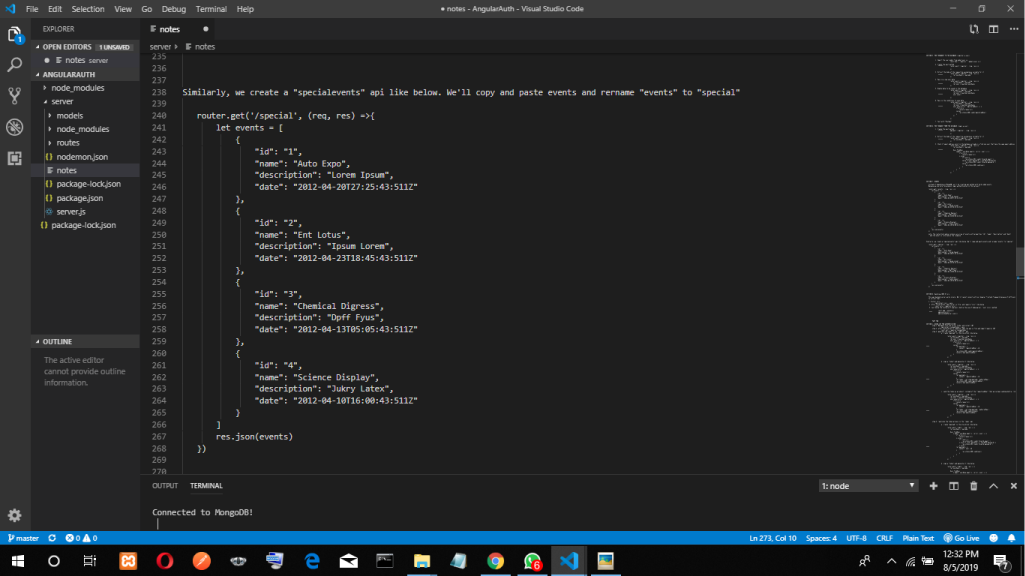 File Edit Selection View Go Debug Terminal Help
● notes - AngularAuth - Visual Studio Code
1
EXPLORER
OPEN EDITORS 1 UNSAVED
notes server
ANGULARAUTH
node_modules
server
models
node_modules
routes
nodemon.json
notes
package-lock.json
package.json
server.js
package-lock.json
OUTLINE
The active editor
cannot provide outline
information.
notes
server › notes
235
236
237
238 Similarly, we create a "specialevents" api like below. We'll copy and paste events and rername "events" to "special"
239
240 router.get('/special', (req, res) =>{
241 let events = [
242 {
243 "id": "1",
244 "name": "Auto Expo",
245 "description": "Lorem Ipsum",
246 "date": "2012-04-20T27:25:43:511Z"
247 },
248 {
249 "id": "2",
250 "name": "Ent Lotus",
251 "description": "Ipsum Lorem",
252 "date": "2012-04-23T18:45:43:511Z"
253 },
254 {
255 "id": "3",
256 "name": "Chemical Digress",
257 "description": "Dpff Fyus",
258 "date": "2012-04-13T05:05:43:511Z"
259 },
260 {
261 "id": "4",
262 "name": "Science Display",
263 "description": "Jukry Latex",
264 "date": "2012-04-10T16:00:43:511Z"
265 }
266 ]
267 res.json(events)
268 })
269
270
OUTPUT TERMINAL
1: node
Connected to MongoDB!
master 0 0
Ln 273, Col 10 Spaces: 4 UTF-8 CRLF Plain Text Go Live
6
12:32 PM
8/5/2019
7